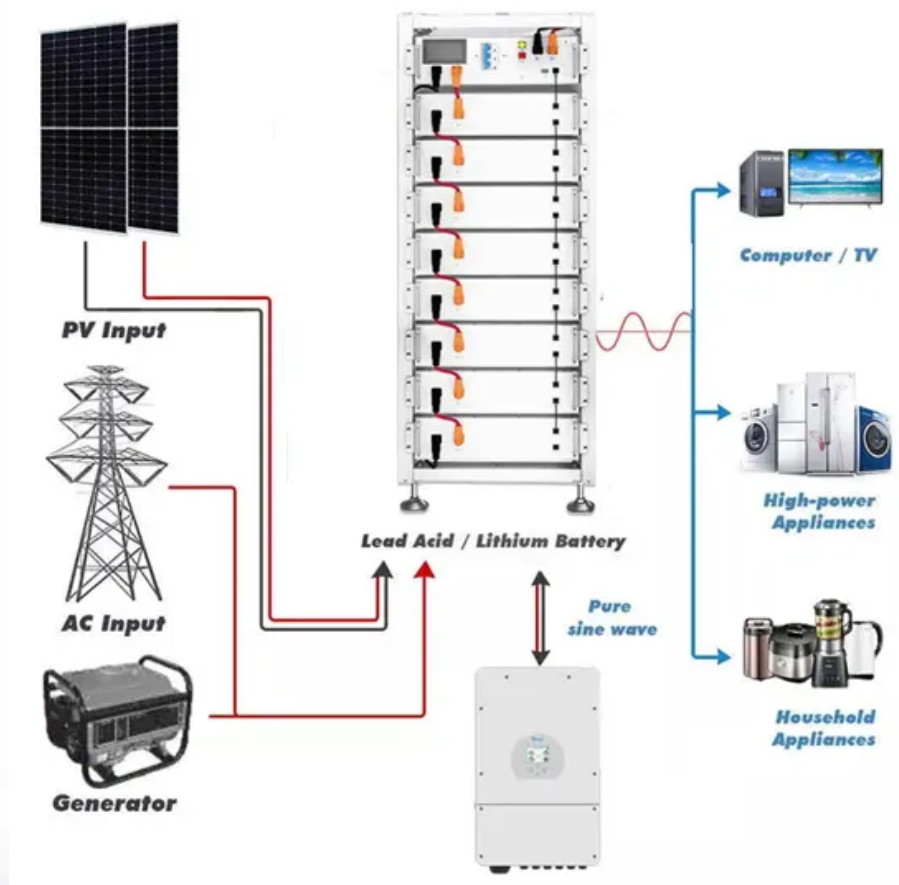 PV Input
AC Input
Generator
Lead Acid / Lithium Battery
Pure
sine wave
Computer / TV
High-power
Appliances
Household
Appliances